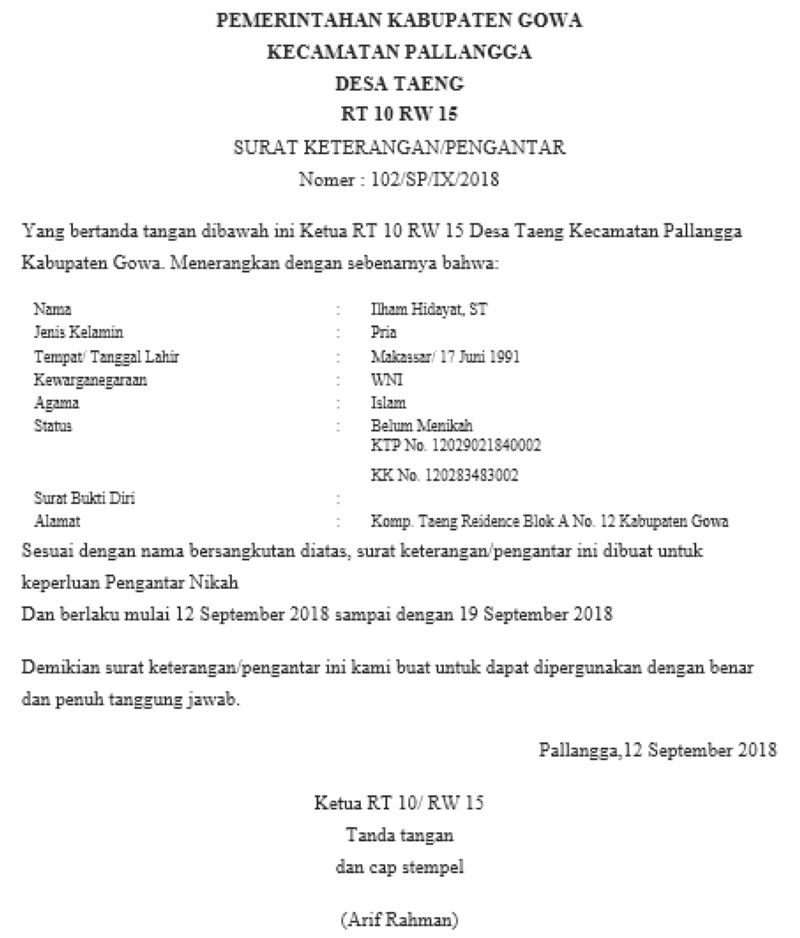 PEMERINTAHAN KABUPATEN GOWA
KECAMATAN PALLANGGA
DESA TAENG
RT 10 RW 15
SURAT KETERANGAN/PENGANTAR
Nomer : 102/SP/IX/2018
Yang bertanda tangan dibawah ini Ketua RT 10 RW 15 Desa Taeng Kecamatan Pallangga
Kabupaten Gowa. Menerangkan dengan sebenarnya bahwa:
Nama : Ilham Hidayat, ST
Jenis Kelamin : Pria
Tempat/ Tanggal Lahir : Makassar/ 17 Juni 1991
Kewarganegaraan : WNI
Agama : Islam
Status : Belum Menikah
KTP No. 12029021840002
KK No. 120283483002
Surat Bukti Diri :
Alamat : Komp. Taeng Reidence Blok A No. 12 Kabupaten Gowa
Sesuai dengan nama bersangkutan diatas, surat keterangan/pengantar ini dibuat untuk
keperluan Pengantar Nikah
Dan berlaku mulai 12 September 2018 sampai dengan 19 September 2018
Demikian surat keterangan/pengantar ini kami buat untuk dapat dipergunakan dengan benar
dan penuh tanggung jawab.
Pallangga,12 September 2018
Ketua RT 10/ RW 15
Tanda tangan
dan cap stempel
(Arif Rahman)